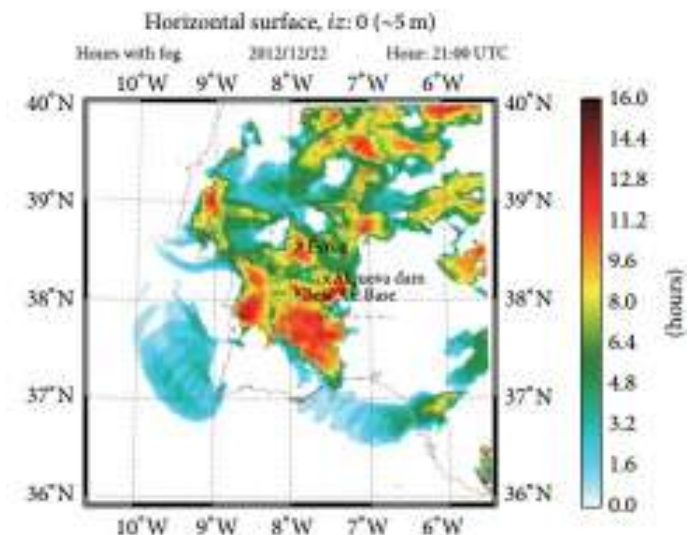 Horizontal surface, iz: 0 (~5 m)
Hours with fog 2012/12/22 Hour: 21:00 UTC
10°W 9°W 8°W 7°W 6°W
40°N 40°N 16.0
14.4
12.8
39°N 39°N 11.2
9.6
Évora
Alqueva dam
38°N Beja Air Base 38°N 8.0
6.4
4.8
37°N 37°N 3.2
1.6
36°N 36°N 0.0
10°W 9°W 8°W 7°W 6°W
(hours)